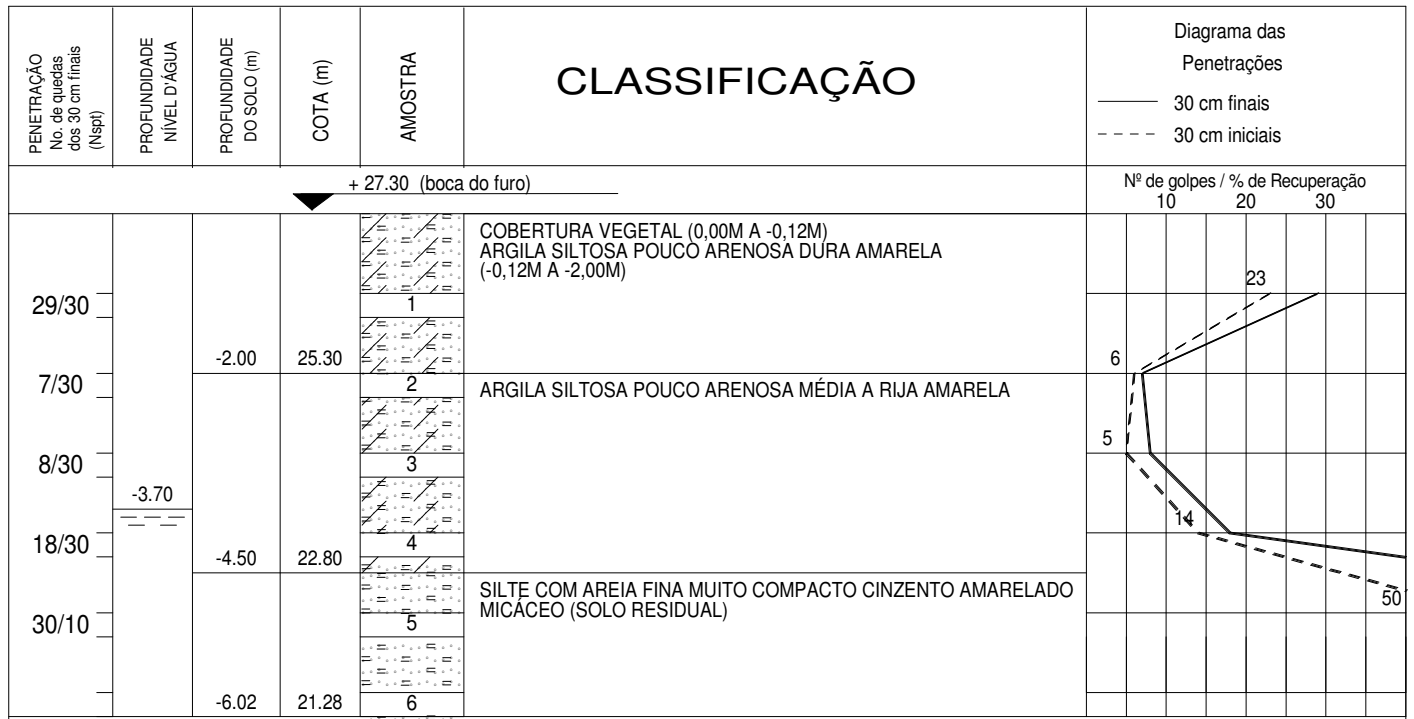 PENETRAÇÃO
No. de quedas
dos 30 cm finais
(Nspt)
PROFUNDIDADE
NÍVEL D'ÁGUA
PROFUNDIDADE
DO SOLO (m)
COTA (m)
AMOSTRA
CLASSIFICAÇÃO
Diagrama das
Penetrações
30 cm finais
30 cm iniciais
+ 27.30 (boca do furo)
Nº de golpes / % de Recuperação
10 20 30
COBERTURA VEGETAL (0,00M A -0,12M)
ARGILA SILTOSA POUCO ARENOSA DURA AMARELA
(-0,12M A -2,00M)
23
29/30
1
-2.00 25.30
6
7/30
2
ARGILA SILTOSA POUCO ARENOSA MÉDIA A RIJA AMARELA
5
8/30
3
-3.70
14
18/30
4
-4.50 22.80
SILTE COM AREIA FINA MUITO COMPACTO CINZENTO AMARELADO
MICÁCEO (SOLO RESIDUAL)
50
30/10
5
-6.02 21.28
6